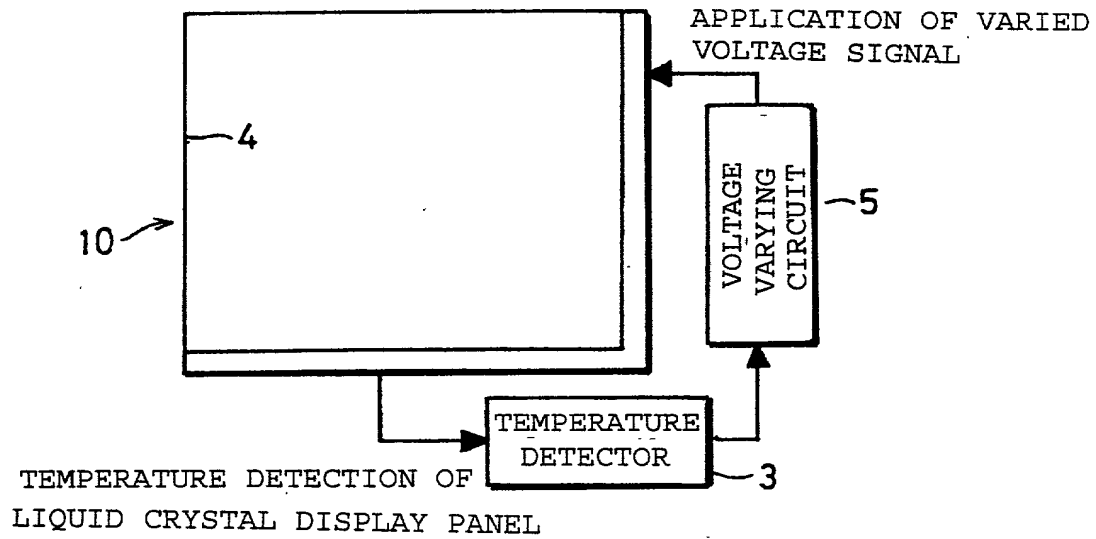 APPLICATION OF VARIED
VOLTAGE SIGNAL
4
10
VOLTAGE
VARYING
CIRCUIT
5
TEMPERATURE
DETECTOR
3
TEMPERATURE DETECTION OF
LIQUID CRYSTAL DISPLAY PANEL